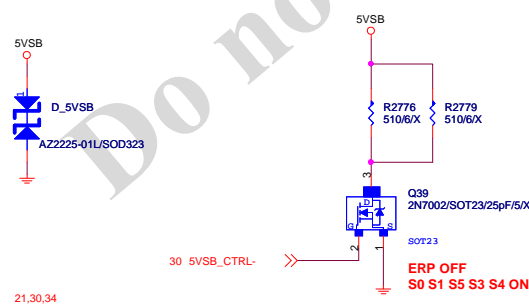 5VSB
1
D_5VSB
AZ2225-01L/SOD323
21,30,34
Do no
5VSB
R2776
510/6/X
R2779
510/6/X
3
D
G
S
Q39
2N7002/SOT23/25pF/5/X
SOT23
2
1
30 5VSB_CTRL-
ERP OFF
S0 S1 S5 S3 S4 ON